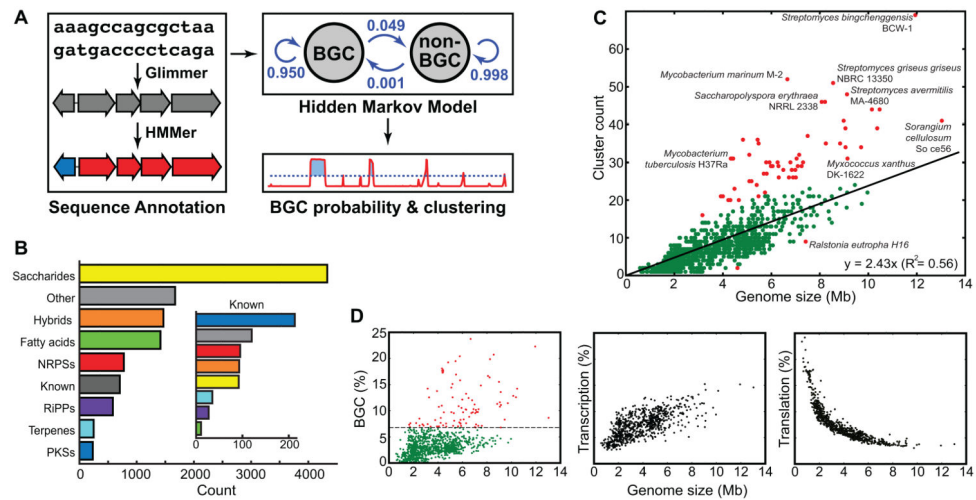 A
aaagccagcgctaa
gatgacccctcaga
Glimmer
HMMer
Sequence Annotation
0.049
BGC
non-
BGC
0.950
0.998
0.001
Hidden Markov Model
BGC probability & clustering
B
Saccharides
Other
Hybrids
Fatty acids
NRPSs
Known
RiPPs
Terpenes
PKSs
0 1000 2000 3000 4000
Count
Known
0 100 200
C
Cluster count
70
60
50
40
30
20
10
0
0 2 4 6 8 10 12 14
Genome size (Mb)
Streptomyces bingchenggensis
BCW-1
Mycobacterium marinum M-2
Streptomyces griseus griseus
NBRC 13350
Saccharopolyspora erythraea
NRRL 2338
Streptomyces avermitilis
MA-4680
Sorangium
cellulosum
So ce56
Mycobacterium
tuberculosis H37Ra
Myxococcus xanthus
DK-1622
Ralstonia eutropha H16
y = 2.43x (R2= 0.56)
D
BGC (%)
25
20
15
10
5
0
0 2 4 6 8 10 12 14
Transcription (%)
0 2 4 6 8 10 12 14
Genome size (Mb)
Translation (%)
0 2 4 6 8 10 12 14